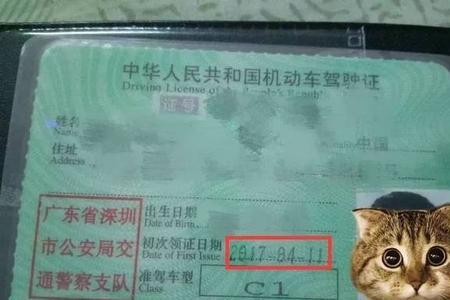 中华人民共和国机动车驾驶证
Driving License of the People's Republic
证号
姓名
Name
中国
住址
Address
广东省深圳
市公安局交
通警察支队
出生日期
Date of
初次领证日期
Date of First Issue
2017-04-11
准驾车型
Class
C1